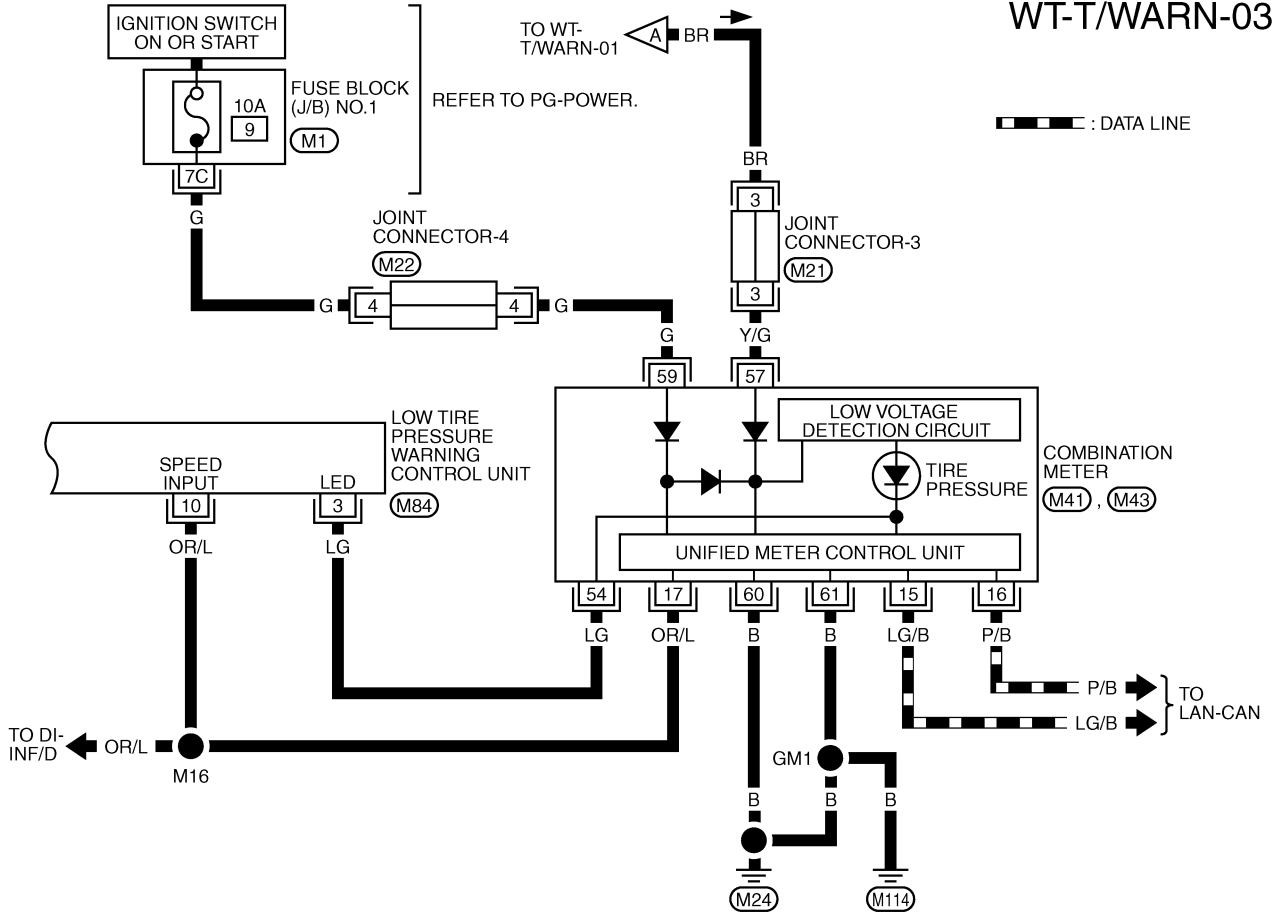 WT-T/WARN-03
IGNITION SWITCH
ON OR START
10A
9
FUSE BLOCK
(J/B) NO.1
M1
7C
G
REFER TO PG-POWER.
TO WT-
T/WARN-01
A
BR
BR
: DATA LINE
3
JOINT
CONNECTOR-3
M21
3
Y/G
JOINT
CONNECTOR-4
M22
G
4
4
G
G
59
57
LOW VOLTAGE
DETECTION CIRCUIT
TIRE
PRESSURE
UNIFIED METER CONTROL UNIT
COMBINATION
METER
M41 , M43
LOW TIRE
PRESSURE
WARNING
CONTROL UNIT
M84
SPEED
INPUT
LED
10
3
OR/L
LG
54
17
60
61
15
16
LG
OR/L
B
B
LG/B
P/B
P/B
LG/B
TO
LAN-CAN
TO DI-
INF/D
OR/L
M16
GM1
B
B
B
M24
M114